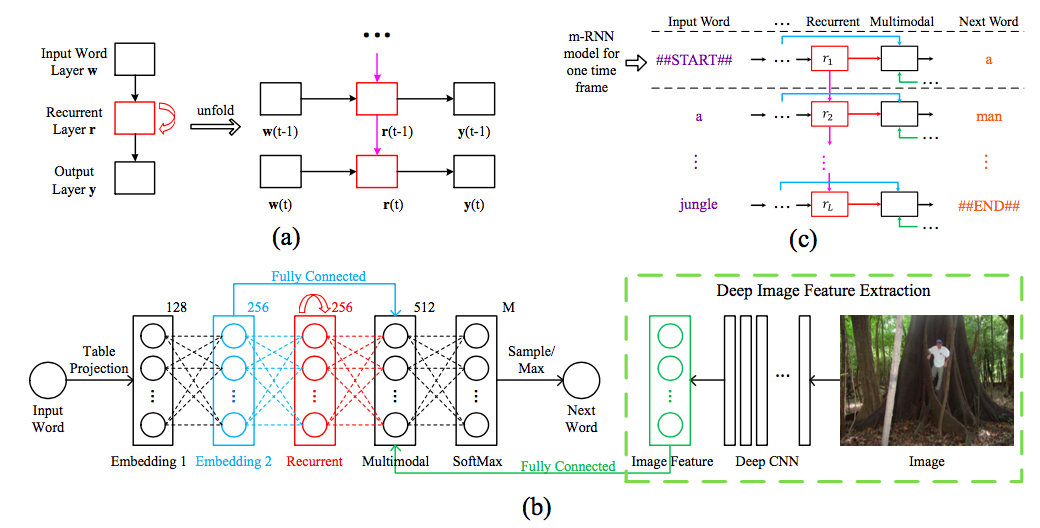 Input Word
Layer w
Recurrent
Layer r
Output
Layer y
unfold
...
w(t-1)
r(t-1)
y(t-1)
w(t)
r(t)
y(t)
(a)
Input Word
...
Recurrent
Multimodal
Next Word
m-RNN
model for
one time
frame
##START##
...
r1
...
a
a
...
r2
...
man
jungle
...
rL
...
##END##
(c)
Fully Connected
128
256
256
512
M
Table
Projection
Sample/
Max
Input
Word
Next
Word
Embedding 1
Embedding 2
Recurrent
Multimodal
SoftMax
Fully Connected
Deep Image Feature Extraction
...
Image Feature
Deep CNN
Image
(b)